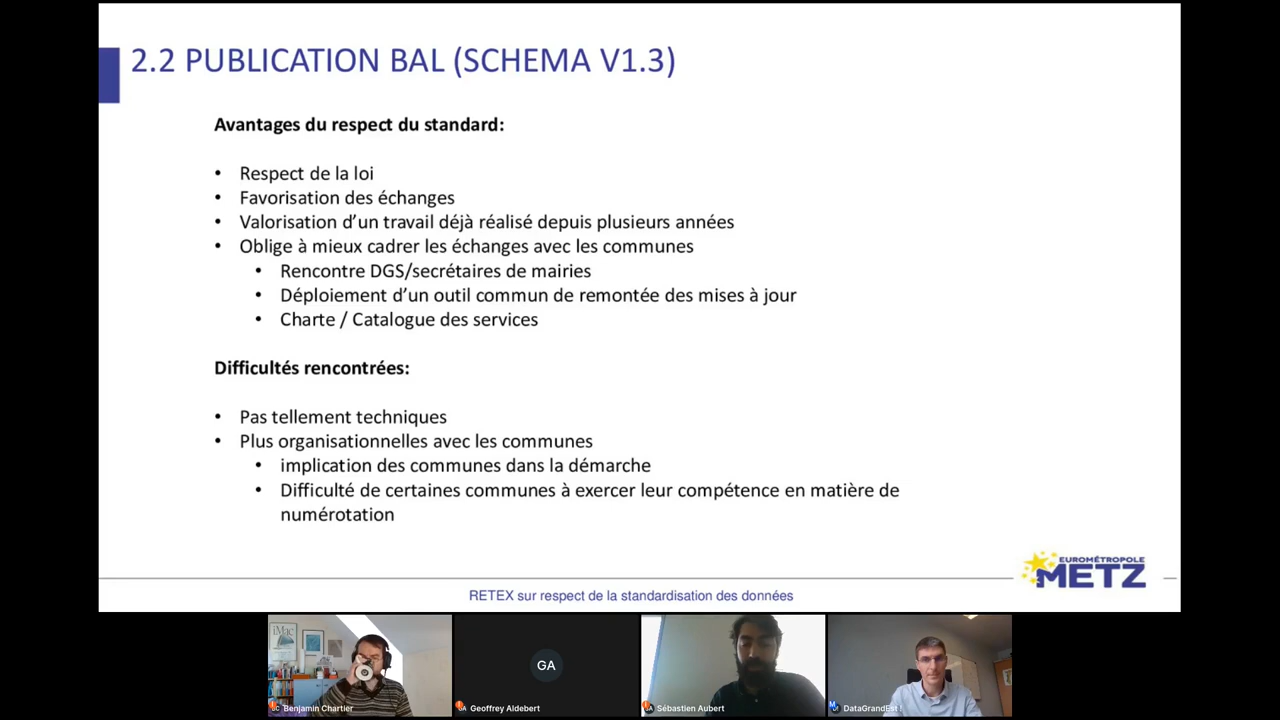 2.2 PUBLICATION BAL (SCHEMA V1.3)
Avantages du respect du standard:
• Respect de la loi
• Favorisation des échanges
• Valorisation d’un travail déjà réalisé depuis plusieurs années
• Oblige à mieux cadrer les échanges avec les communes
• Rencontre DGS/secrétaires de mairies
• Déploiement d’un outil commun de remontée des mises à jour
• Charte / Catalogue des services
Difficultés rencontrées:
• Pas tellement techniques
• Plus organisationnelles avec les communes
• implication des communes dans la démarche
• Difficulté de certaines communes à exercer leur compétence en matière de
numérotation
EUROMÉTROPOLE
METZ
RETEX sur respect de la standardisation des données
iMac
GA
Benjamin Chartier
Geoffrey Aldebert
Sébastien Aubert
DataGrandEst